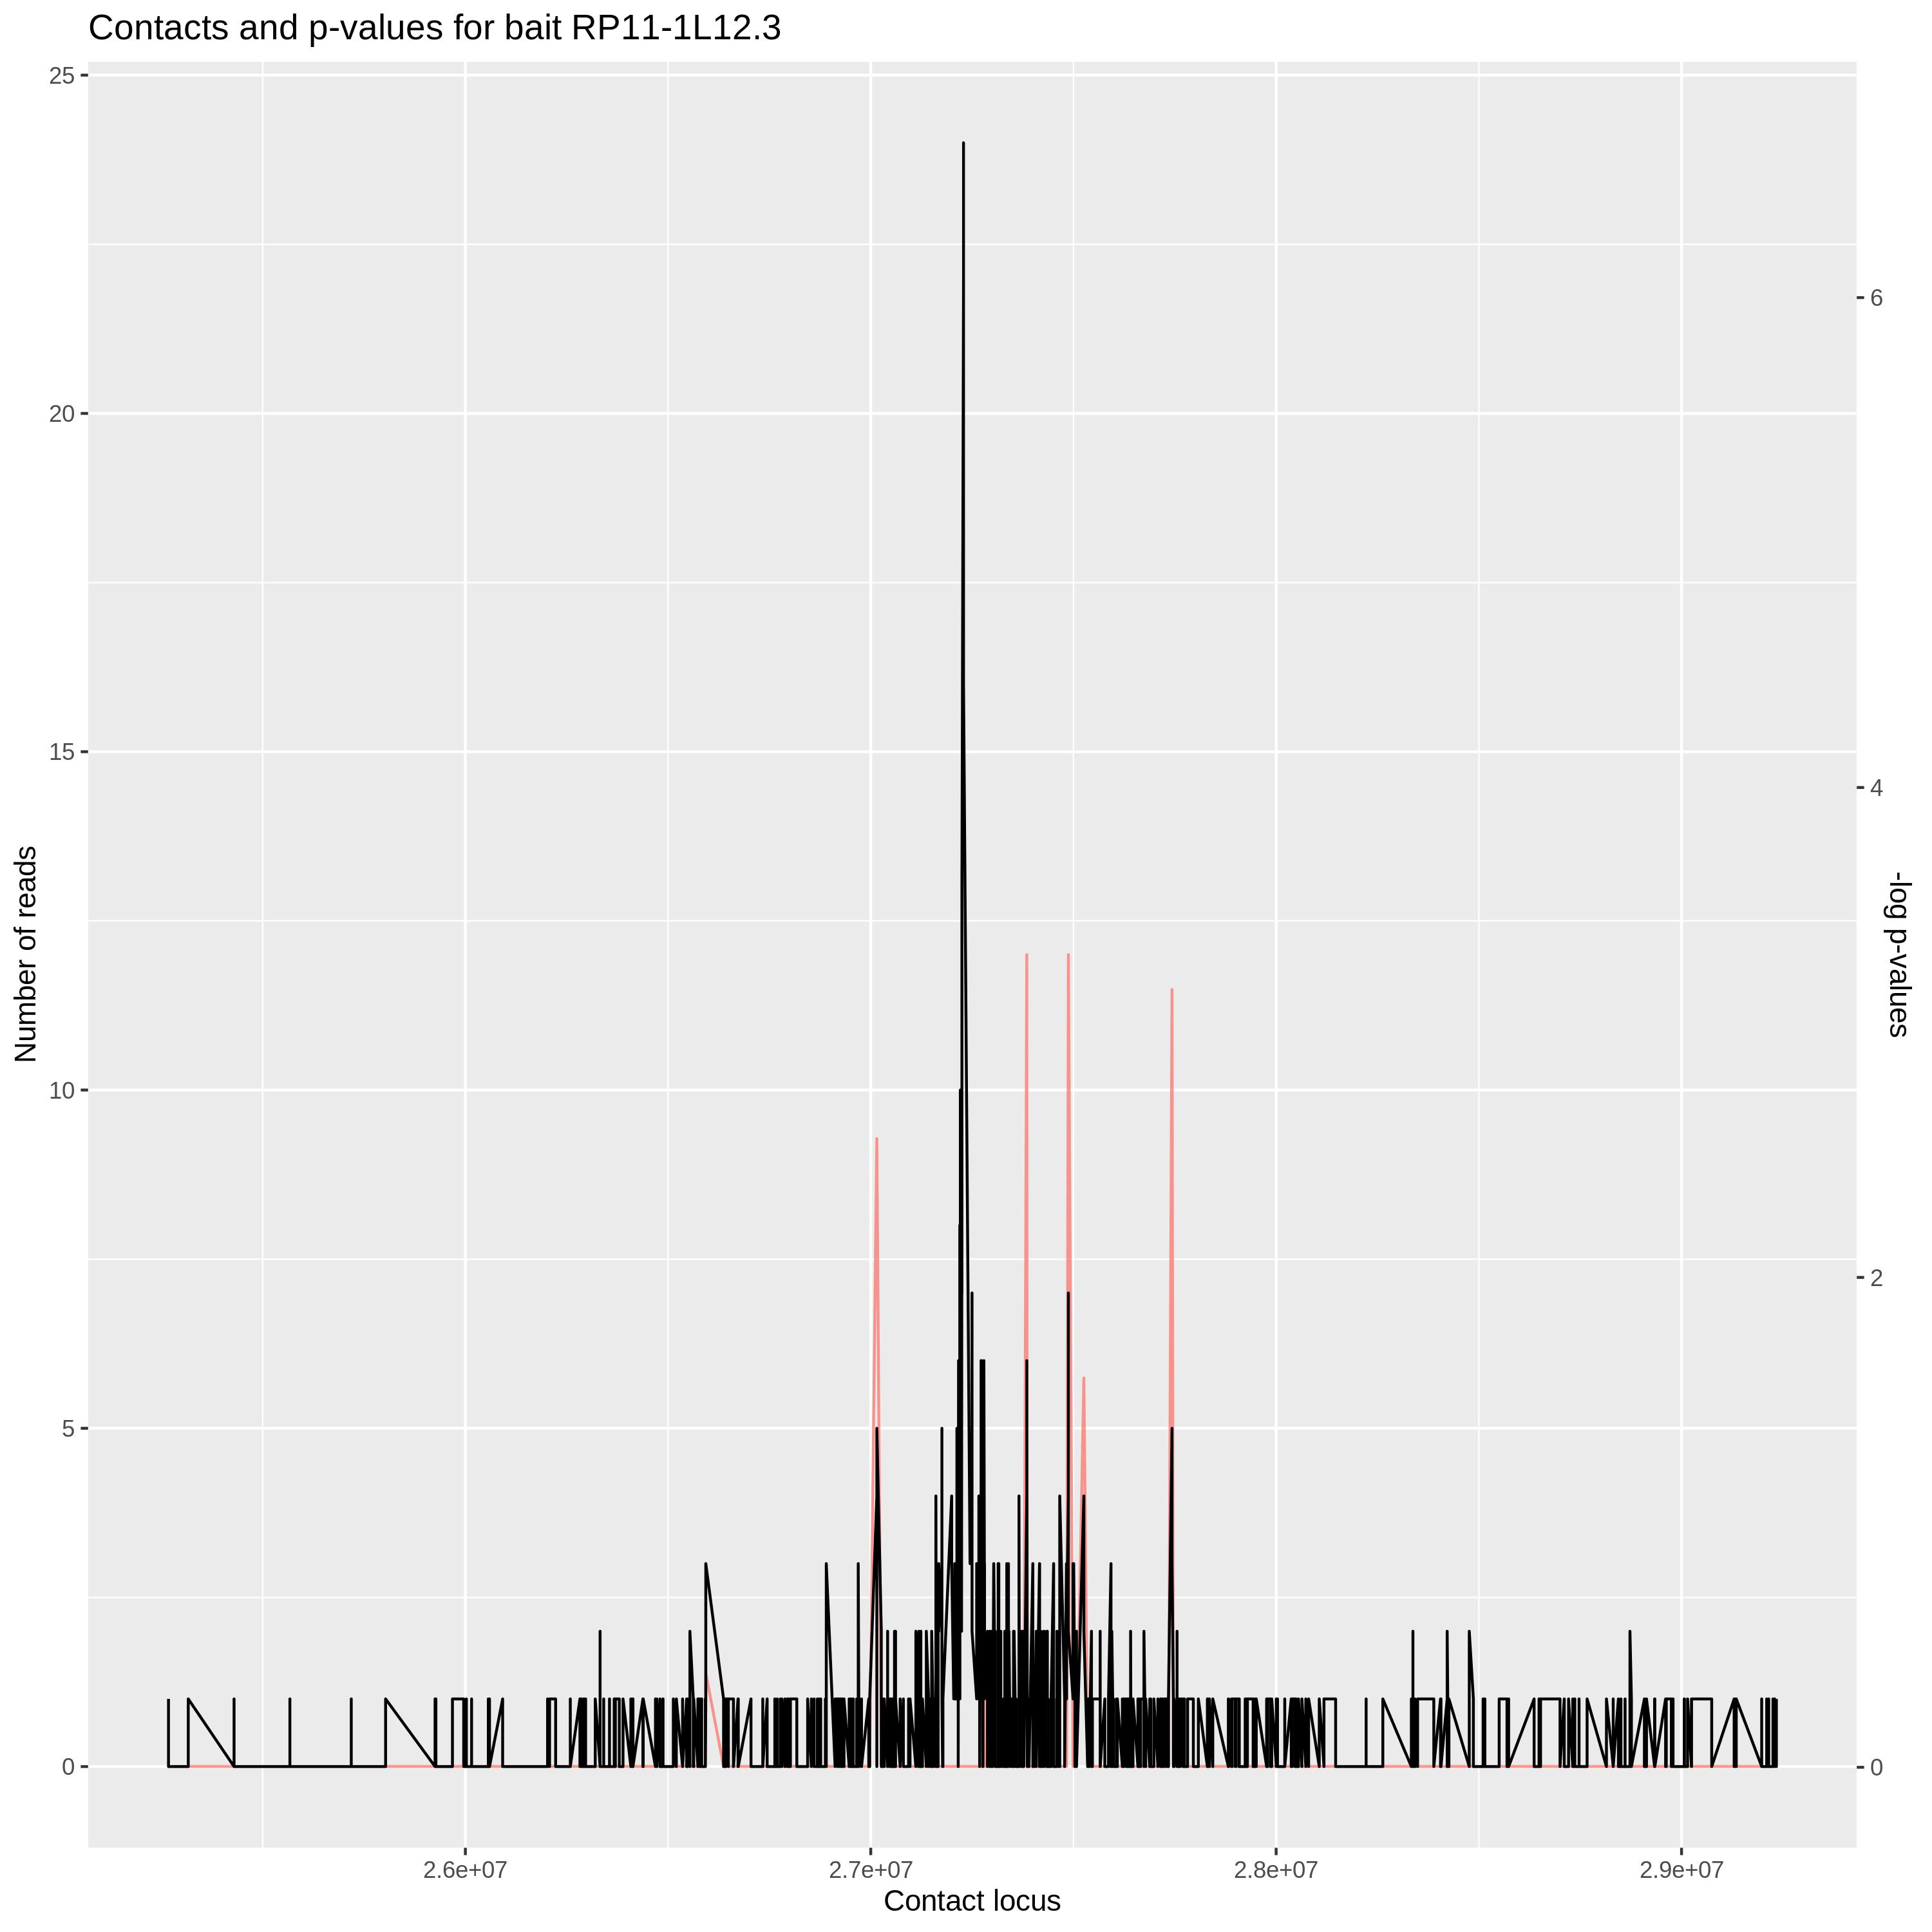 Contacts and p-values for bait RP11-1L12.3
25
20
15
10
5
0
Number of reads
6
4
2
0
-log p-values
2.6e+07 2.7e+07 2.8e+07 2.9e+07
Contact locus